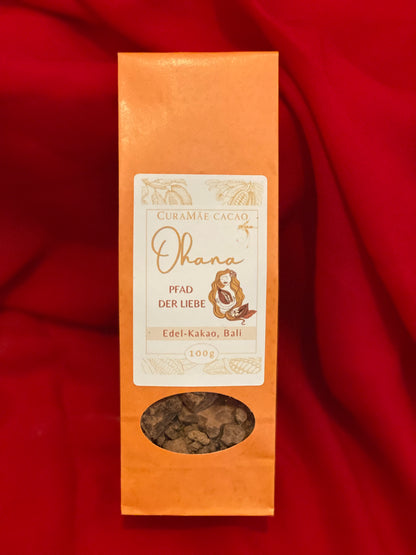 CuraMãe Cacao
Ohana
PFAD
DER LIEBE
Edel-Kakao, Bali
100g